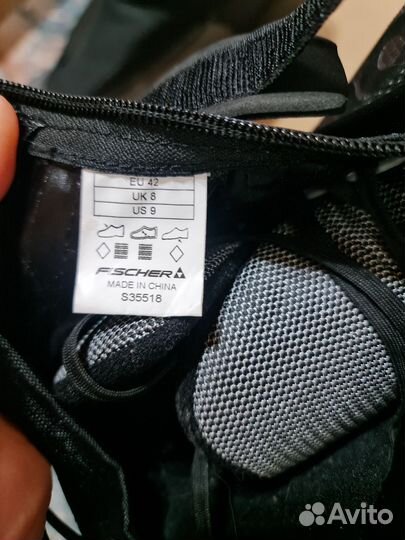 EU 42
UK 8
US 9
FISCHER
MADE IN CHINA
S35518
Avito